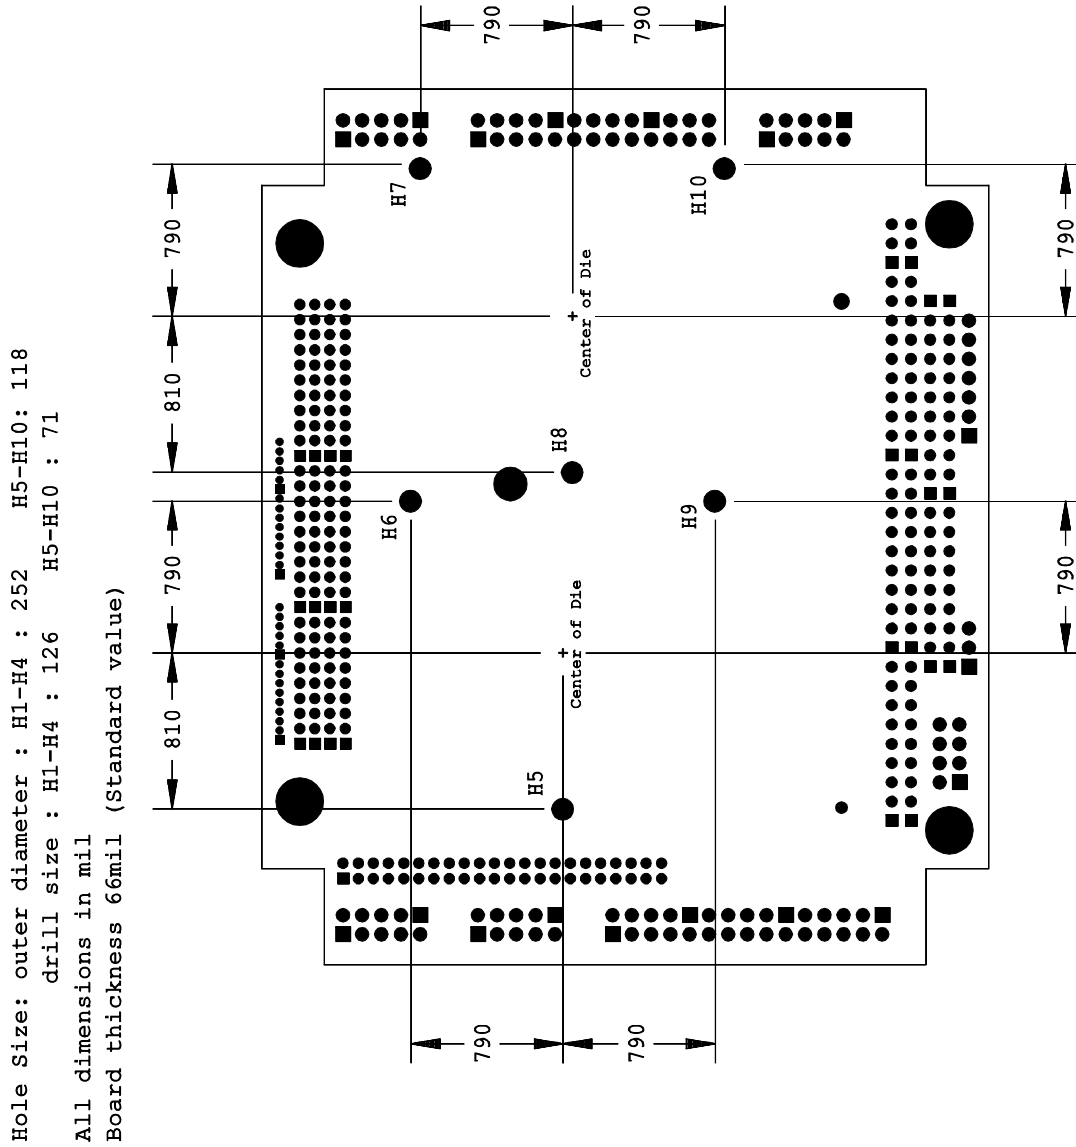 Hole Size: outer diameter : H1-H4 : 252 H5-H10: 118
drill size : H1-H4 : 126 H5-H10 : 71
All dimensions in mil
Board thickness 66mil (Standard value)
790
790
H7
H10
790
790
Center of Die
810
H8
H6
H9
790
790
Center of Die
810
H5
790
790